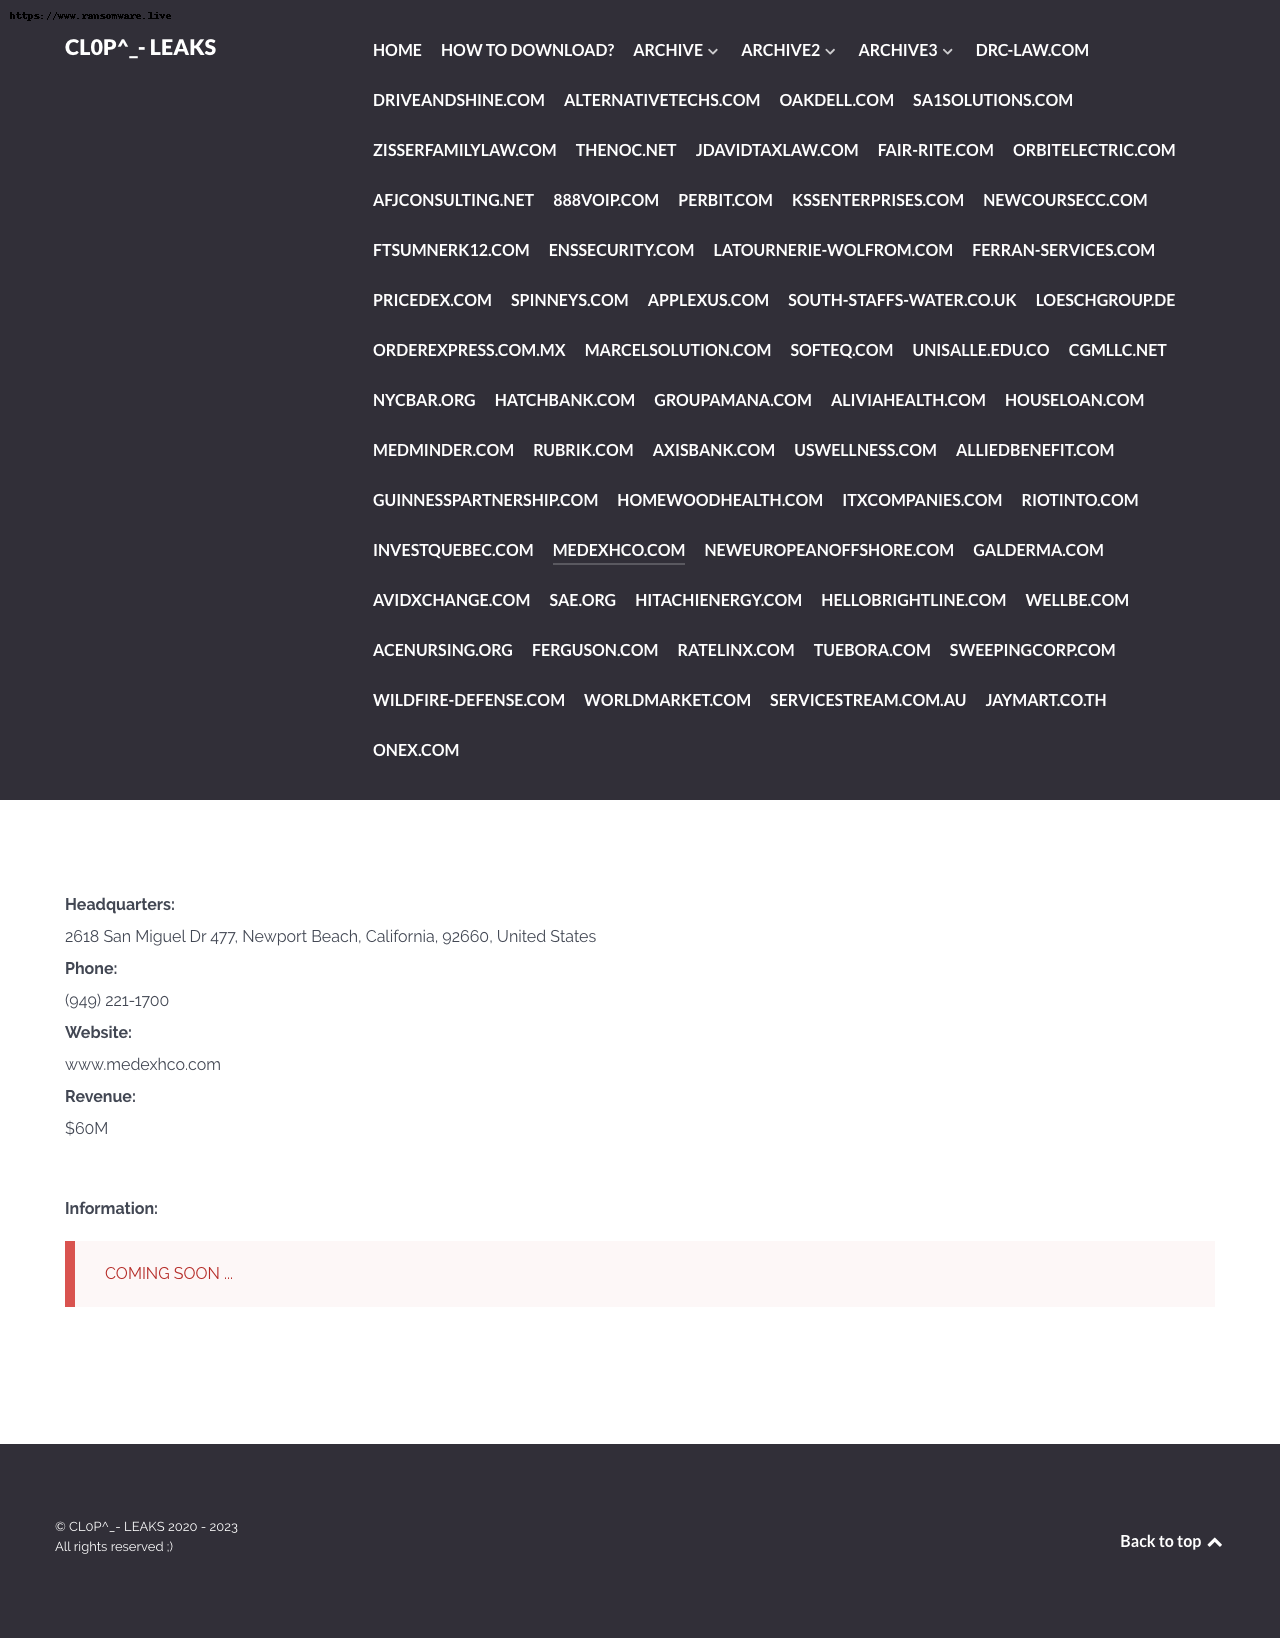 https://www.ransomware.live
CL0P^_- LEAKS
HOME HOW TO DOWNLOAD? ARCHIVE ARCHIVE2 ARCHIVE3 DRC-LAW.COM
DRIVEANDSHINE.COM ALTERNATIVETECHS.COM OAKDELL.COM SA1SOLUTIONS.COM
ZISSERFAMILYLAW.COM THENOC.NET JDAVIDTAXLAW.COM FAIR-RITE.COM ORBITELECTRIC.COM
AFJCONSULTING.NET 888VOIP.COM PERBIT.COM KSSENTERPRISES.COM NEWCOURSECC.COM
FTSUMNERK12.COM ENSSECURITY.COM LATOURNERIE-WOLFROM.COM FERRAN-SERVICES.COM
PRICEDEX.COM SPINNEYS.COM APPLEXUS.COM SOUTH-STAFFS-WATER.CO.UK LOESCHGROUP.DE
ORDEREXPRESS.COM.MX MARCELSOLUTION.COM SOFTEQ.COM UNISALLE.EDU.CO CGMLLC.NET
NYCBAR.ORG HATCHBANK.COM GROUPAMANA.COM ALIVIAHEALTH.COM HOUSELOAN.COM
MEDMINDER.COM RUBRIK.COM AXISBANK.COM USWELLNESS.COM ALLIEDBENEFIT.COM
GUINNESSPARTNERSHIP.COM HOMEWOODHEALTH.COM ITXCOMPANIES.COM RIOTINTO.COM
INVESTQUEBEC.COM MEDEXHCO.COM NEWEUROPEANOFFSHORE.COM GALDERMA.COM
AVIDXCHANGE.COM SAE.ORG HITACHIENERGY.COM HELLOBRIGHTLINE.COM WELLBE.COM
ACENURSING.ORG FERGUSON.COM RATELINX.COM TUEBORA.COM SWEEPINGCORP.COM
WILDFIRE-DEFENSE.COM WORLDMARKET.COM SERVICESTREAM.COM.AU JAYMART.CO.TH
ONEX.COM
Headquarters:
2618 San Miguel Dr 477, Newport Beach, California, 92660, United States
Phone:
(949) 221-1700
Website:
www.medexhco.com
Revenue:
$60M
Information:
COMING SOON ...
© CL0P^_- LEAKS 2020 - 2023
All rights reserved ;)
Back to top